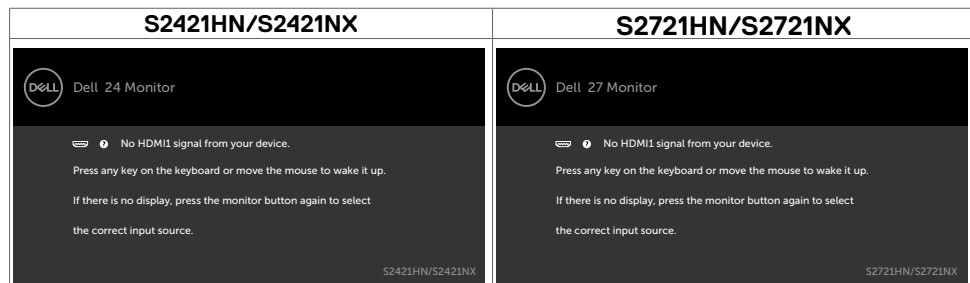 S2421HN/S2421NX
S2721HN/S2721NX
DELL
Dell 24 Monitor
No HDMI1 signal from your device.
Press any key on the keyboard or move the mouse to wake it up.
If there is no display, press the monitor button again to select
the correct input source.
S2421HN/S2421NX
DELL
Dell 27 Monitor
? No HDMI1 signal from your device.
Press any key on the keyboard or move the mouse to wake it up.
If there is no display, press the monitor button again to select
the correct input source.
S2721HN/S2721NX